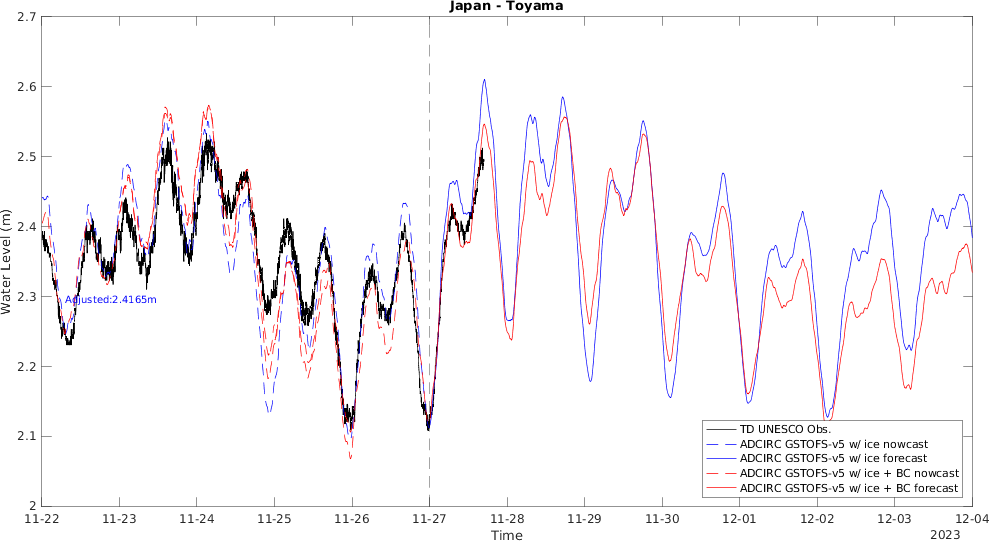 Japan - Toyama
2.7
2.6
2.5
2.4
2.3
2.2
2.1
2
Water Level (m)
Adjusted:2.4165m
TD UNESCO Obs.
ADCIRC GSTOFS-v5 w/ ice nowcast
ADCIRC GSTOFS-v5 w/ ice forecast
ADCIRC GSTOFS-v5 w/ ice + BC nowcast
ADCIRC GSTOFS-v5 w/ ice + BC forecast
11-22 11-23 11-24 11-25 11-26 11-27 11-28 11-29 11-30 12-01 12-02 12-03 12-04
Time
2023